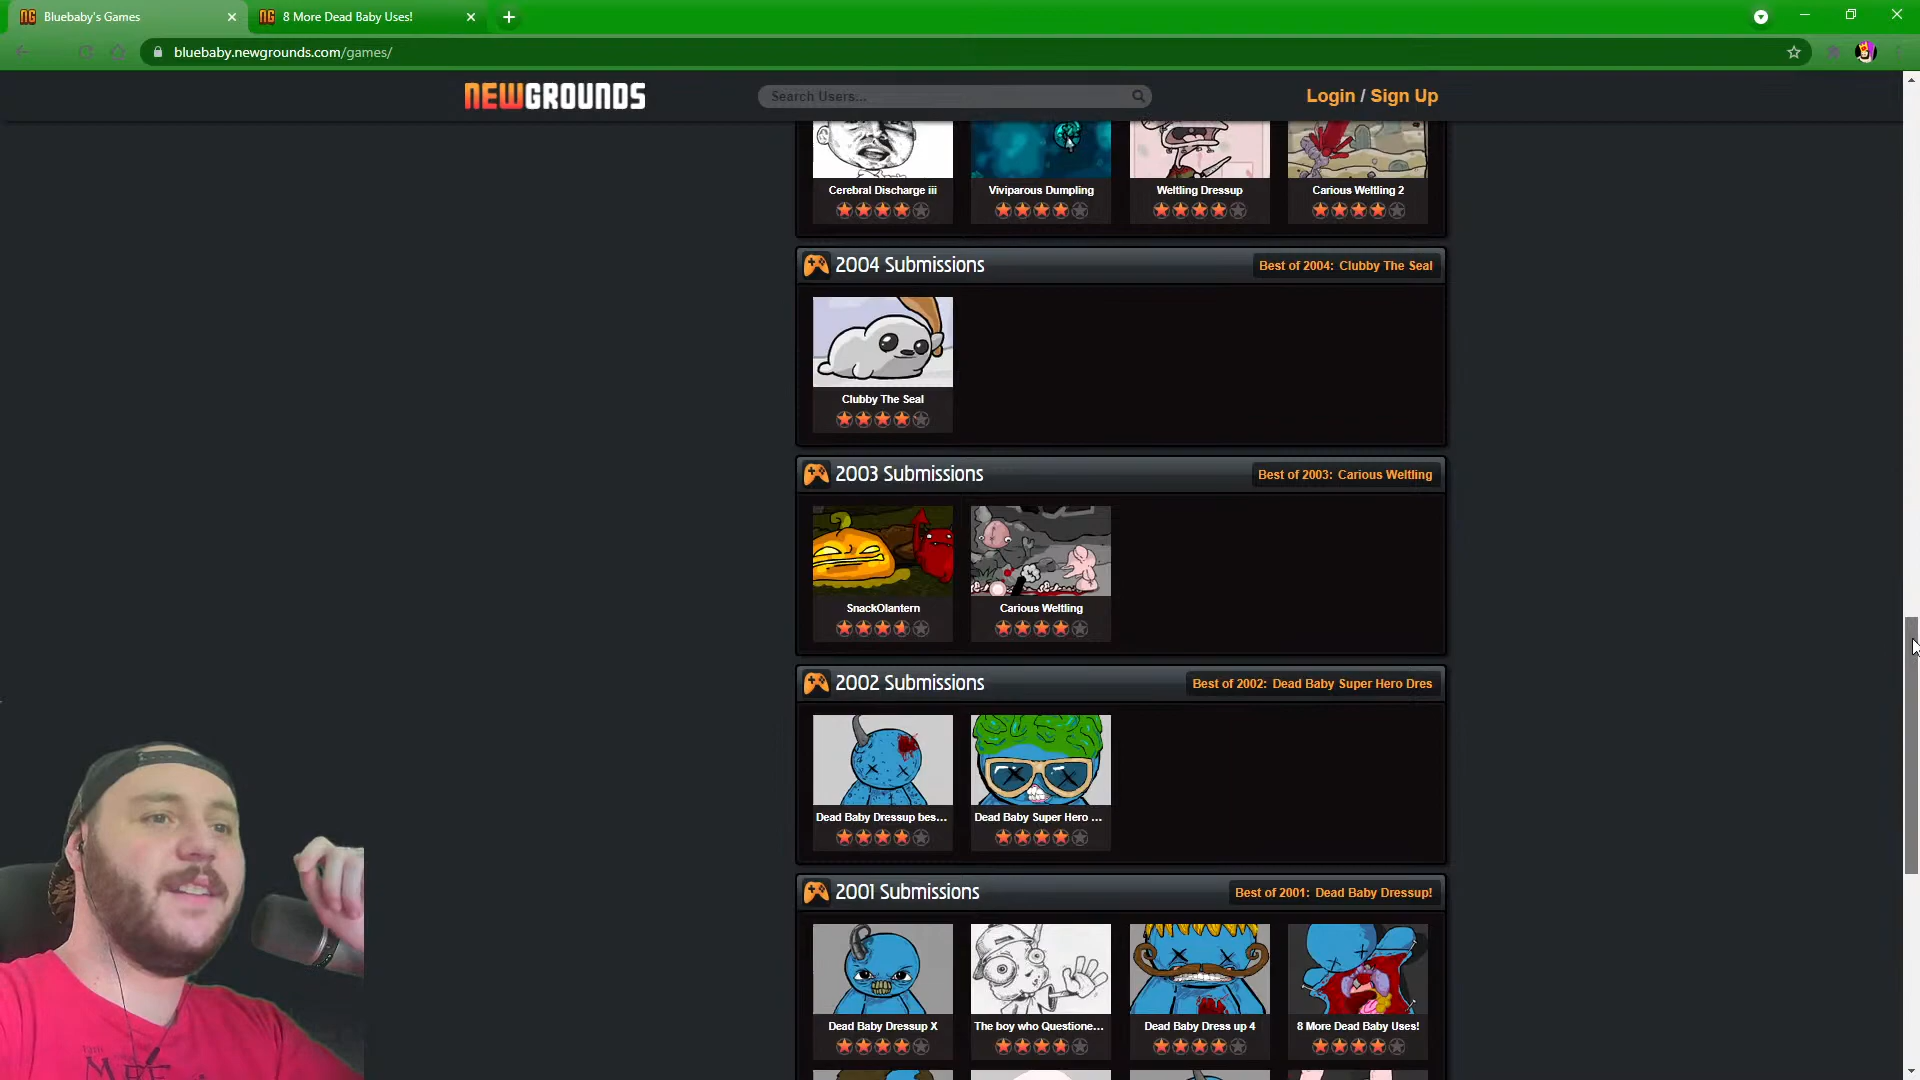 Bluebaby's Games
8 More Dead Baby Uses!
bluebaby.newgrounds.com/games/
NEWGROUNDS
Search Users...
Login / Sign Up
Cerebral Discharge iii
Viviparous Dumpling
Weltling Dressup
Carious Weltling 2
2004 Submissions
Best of 2004: Clubby The Seal
Clubby The Seal
2003 Submissions
Best of 2003: Carious Weltling
SnackOlantern
Carious Weltling
2002 Submissions
Best of 2002: Dead Baby Super Hero Dres
Dead Baby Dressup bes...
Dead Baby Super Hero ...
2001 Submissions
Best of 2001: Dead Baby Dressup!
Dead Baby Dressup X
The boy who Questione...
Dead Baby Dress up 4
8 More Dead Baby Uses!